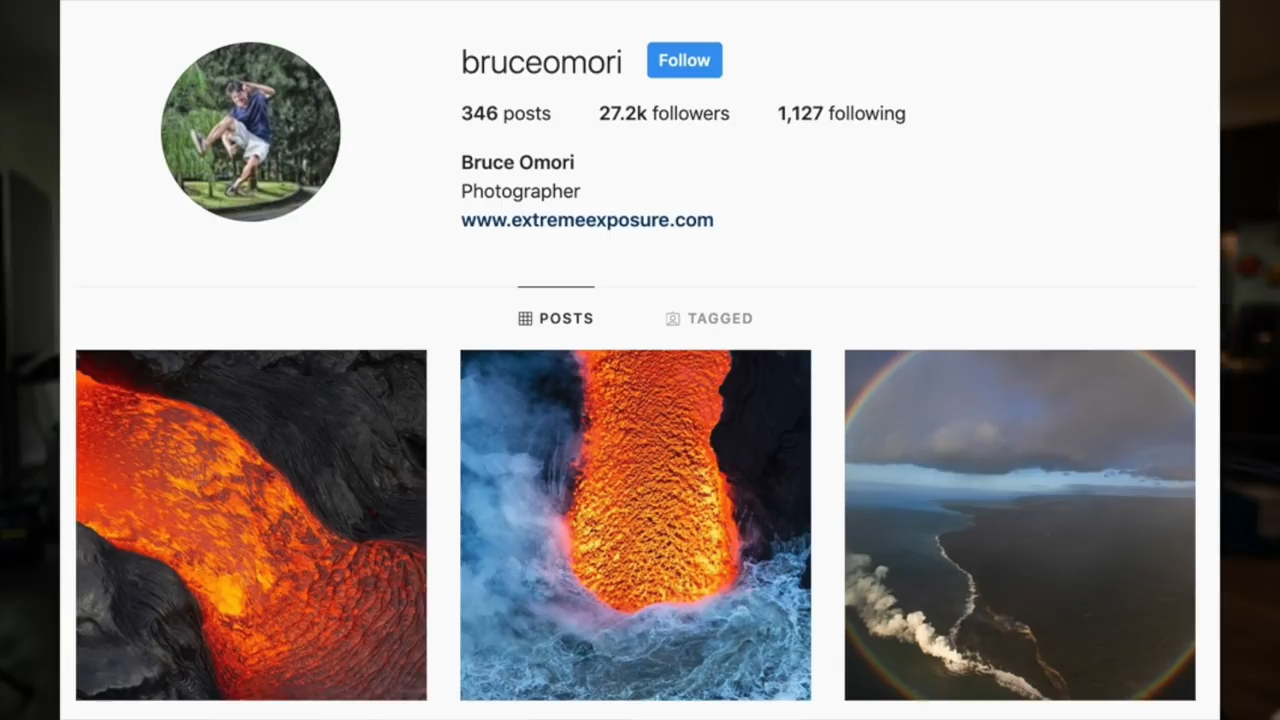 bruceomori Follow
346 posts 27.2k followers 1,127 following
Bruce Omori
Photographer
www.extremeexposure.com
POSTS TAGGED